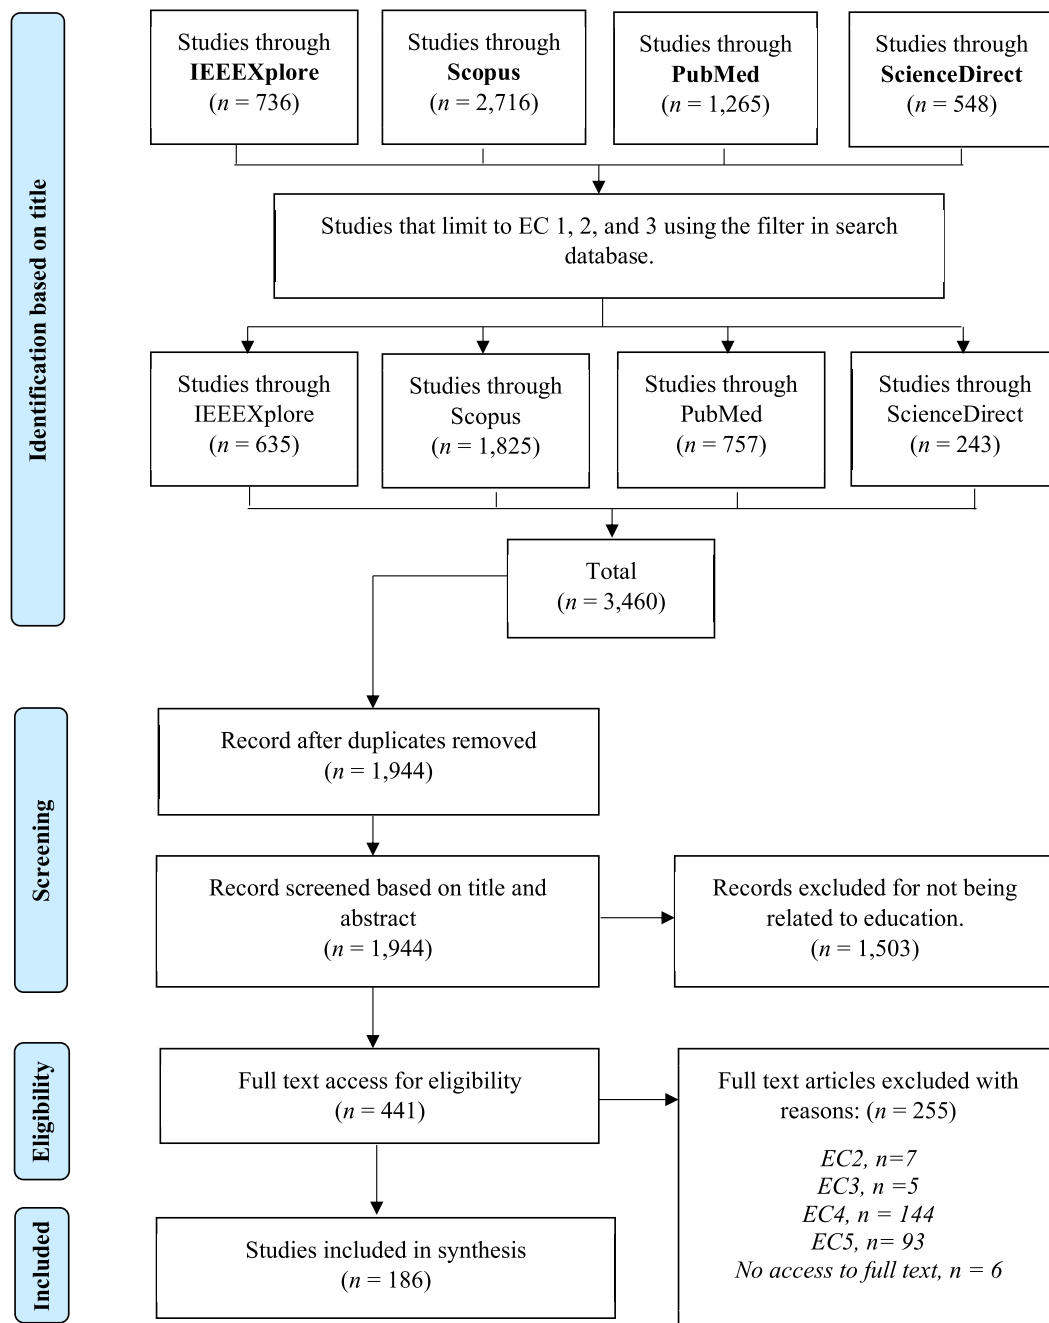 Identification based on title
Studies through
IEEEXplore
(n = 736)
Studies through
Scopus
(n = 2,716)
Studies through
PubMed
(n = 1,265)
Studies through
ScienceDirect
(n = 548)
Studies that limit to EC 1, 2, and 3 using the filter in search
database.
Studies through
IEEEXplore
(n = 635)
Studies through
Scopus
(n = 1,825)
Studies through
PubMed
(n = 757)
Studies through
ScienceDirect
(n = 243)
Total
(n = 3,460)
Screening
Record after duplicates removed
(n = 1,944)
Record screened based on title and
abstract
(n = 1,944)
Records excluded for not being
related to education.
(n = 1,503)
Eligibility
Full text access for eligibility
(n = 441)
Full text articles excluded with
reasons: (n = 255)
EC2, n=7
EC3, n =5
EC4, n = 144
EC5, n= 93
No access to full text, n = 6
Included
Studies included in synthesis
(n = 186)